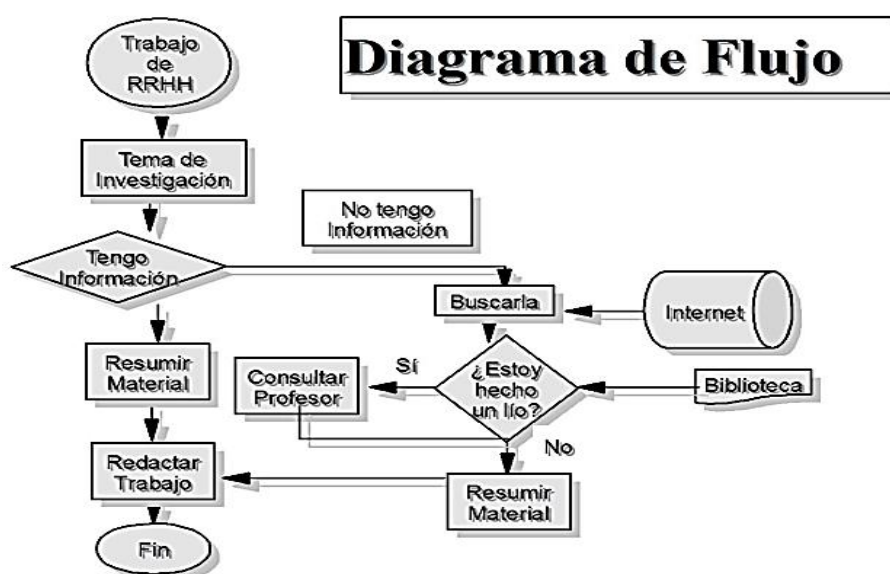 Diagrama de Flujo
Trabajo
de
RRHH
Tema de
Investigación
No tengo
Información
Tengo
Información
Buscarla
Internet
Resumir
Material
Consultar
Profesor
Sí
¿Estoy
hecho
un lío?
Biblioteca
No
Redactar
Trabajo
Resumir
Material
Fin